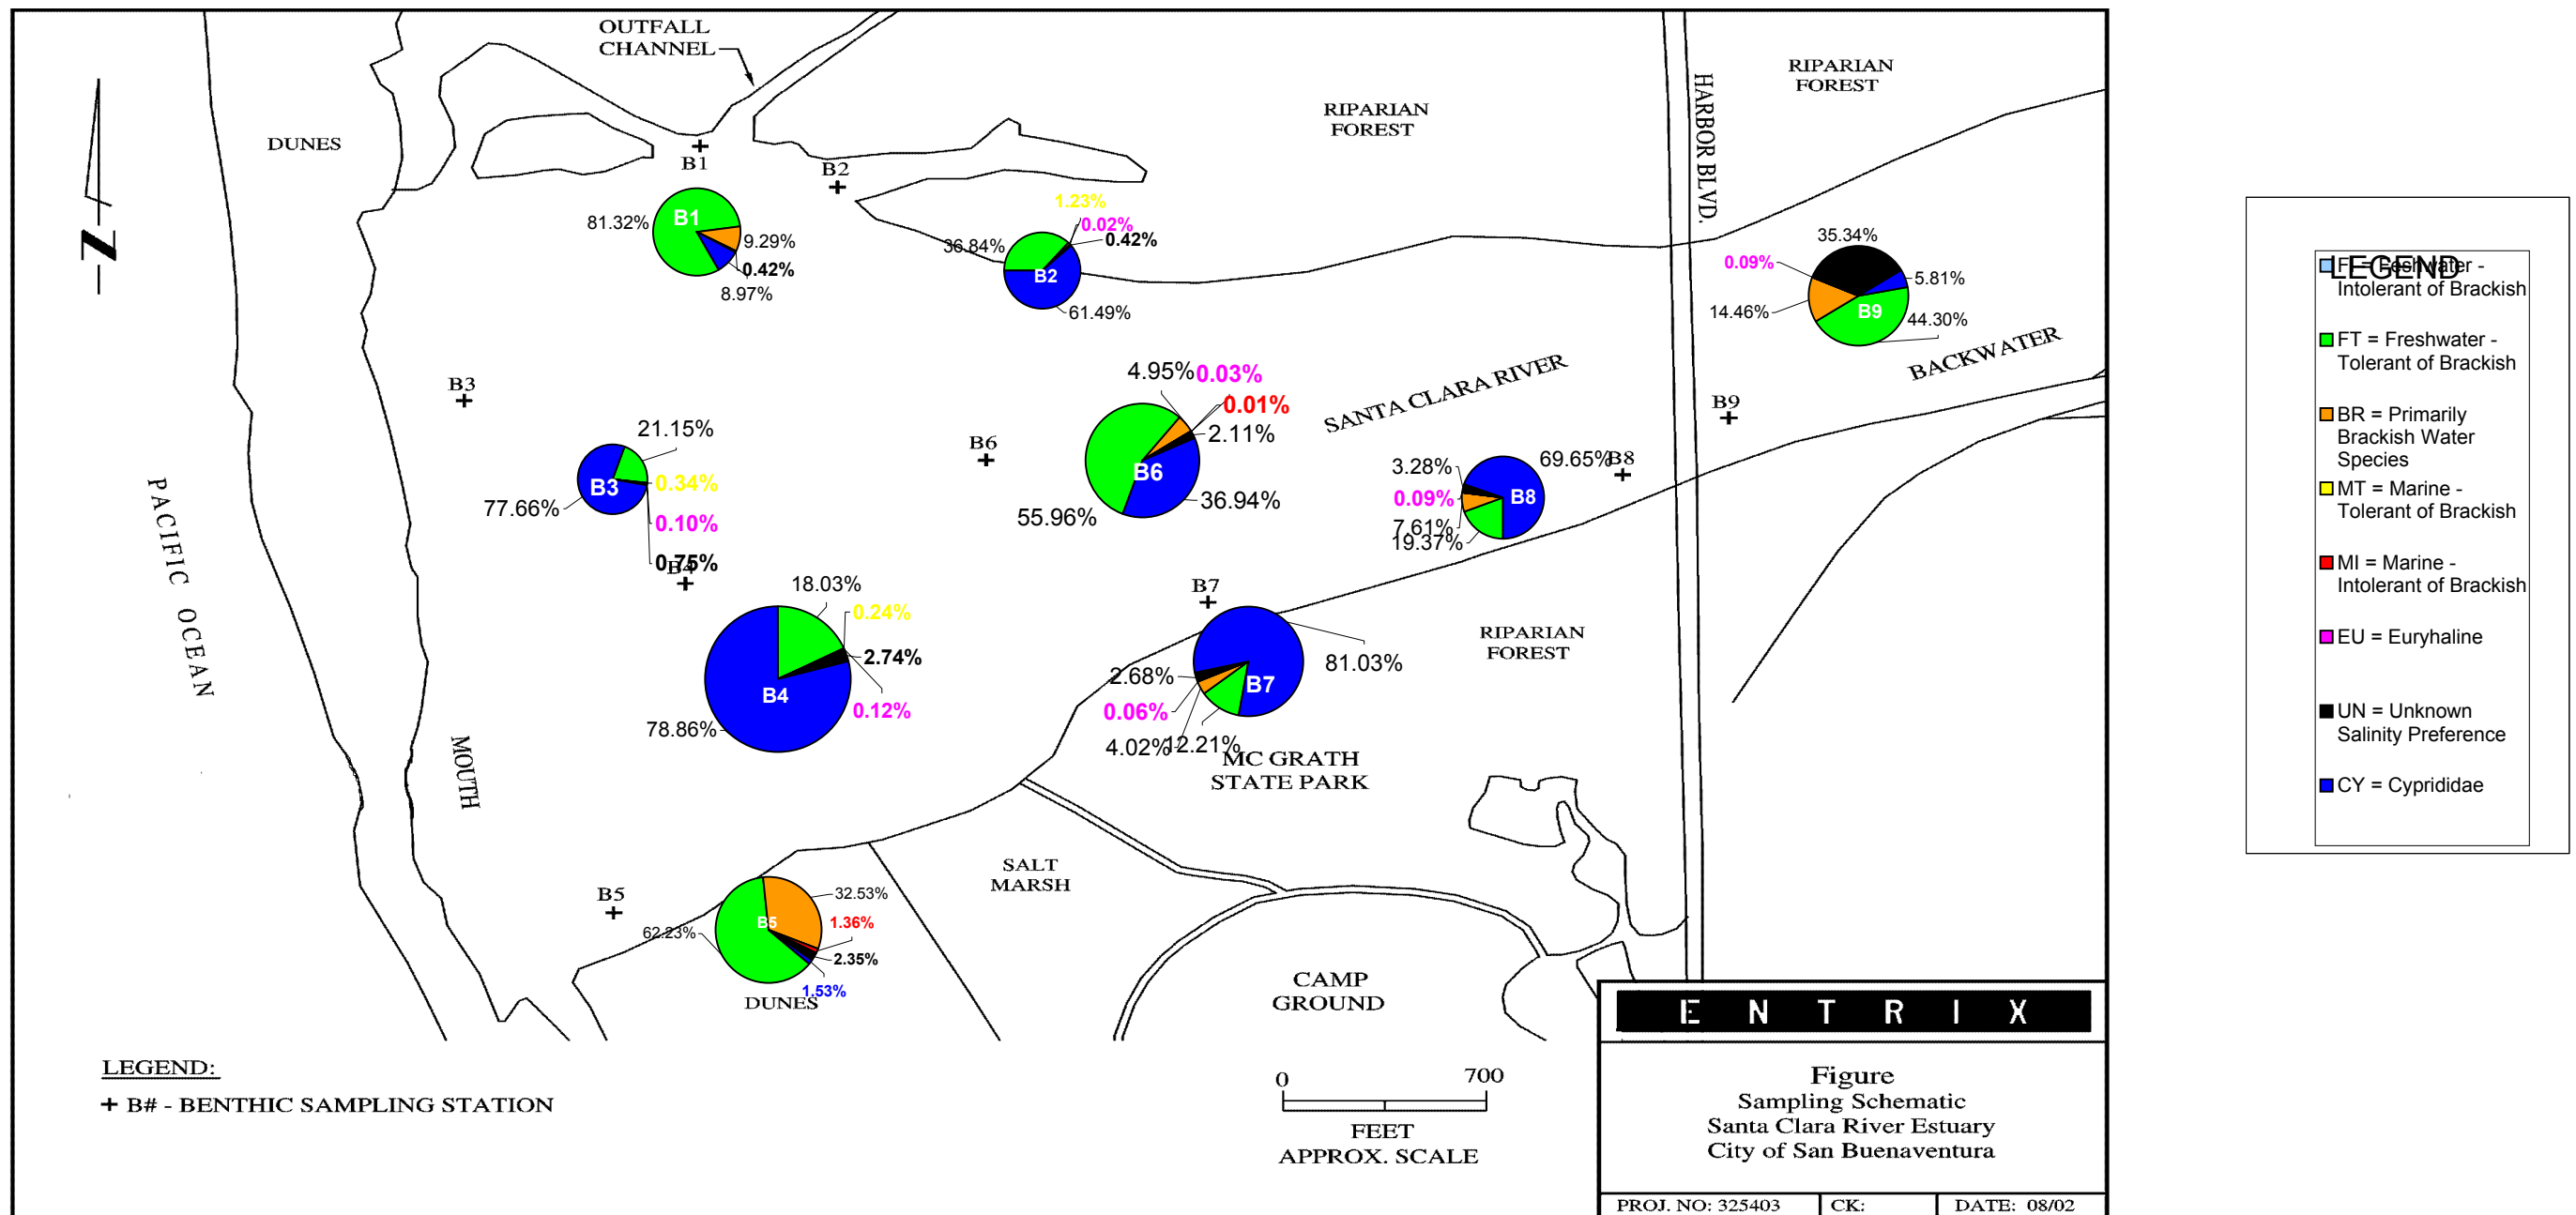 OUTFALL
CHANNEL
RIPARIAN
FOREST
RIPARIAN
FOREST
HARBOR BLVD.
DUNES
N
B1
B2
B1
81.32%
9.29%
0.42%
8.97%
1.23%
0.02%
0.42%
36.84%
B2
61.49%
35.34%
0.09%
5.81%
14.46%
B9
44.30%
BACKWATER
SANTA CLARA RIVER
B3
B9
B6
B8
4.95%
0.03%
0.01%
2.11%
B6
36.94%
55.96%
21.15%
0.34%
B3
77.66%
0.10%
0.75%
B4
3.28%
69.65%
0.09%
B8
7.61%
19.37%
PACIFIC OCEAN
MOUTH
B7
18.03%
0.24%
2.74%
B4
0.12%
78.86%
81.03%
2.68%
B7
0.06%
4.02%
12.21%
RIPARIAN
FOREST
MC GRATH
STATE PARK
SALT
MARSH
B5
32.53%
B5
1.36%
62.23%
2.35%
1.53%
DUNES
CAMP
GROUND
LEGEND:
+ B# - BENTHIC SAMPLING STATION
0 700
FEET
APPROX. SCALE
ENTRIX
Figure
Sampling Schematic
Santa Clara River Estuary
City of San Buenaventura
PROJ. NO: 325403 CK: DATE: 08/02
LEGEND
Intolerant of Brackish
FT = Freshwater -
Tolerant of Brackish
BR = Primarily
Brackish Water
Species
MT = Marine -
Tolerant of Brackish
MI = Marine -
Intolerant of Brackish
EU = Euryhaline
UN = Unknown
Salinity Preference
CY = Cyprididae